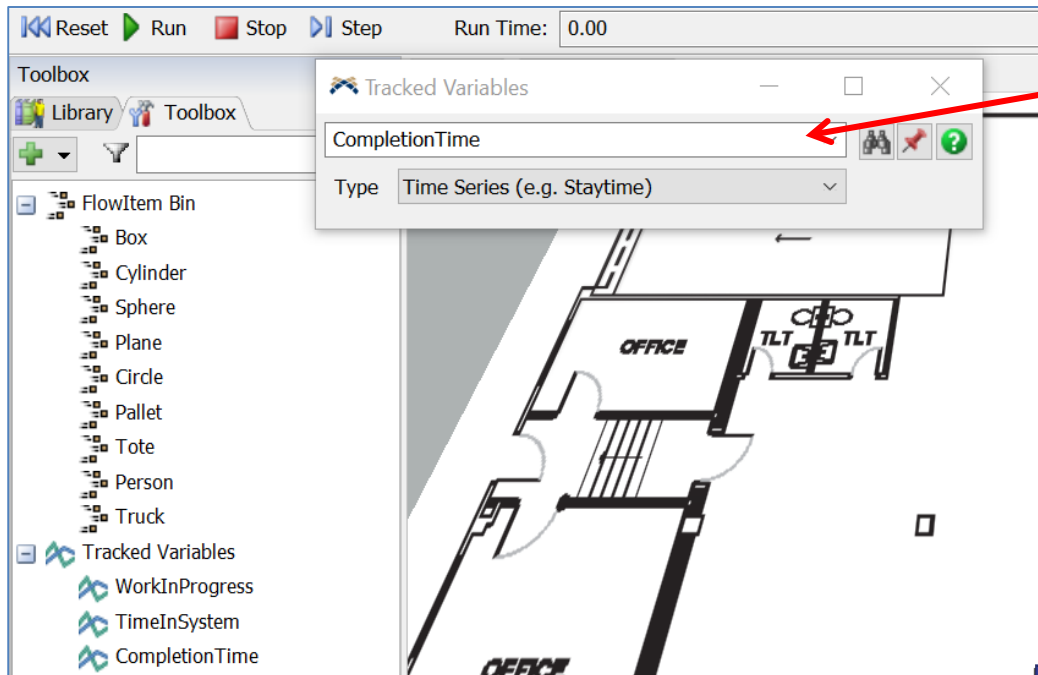 Reset Run Stop Step Run Time: 0.00
Toolbox
Tracked Variables
Library Toolbox
CompletionTime
Type Time Series (e.g. Staytime)
FlowItem Bin
Box
Cylinder
Sphere
Plane
Circle
Pallet
Tote
Person
Truck
Tracked Variables
WorkInProgress
TimeInSystem
CompletionTime
OFFICE
TLT TLT
OFFICE